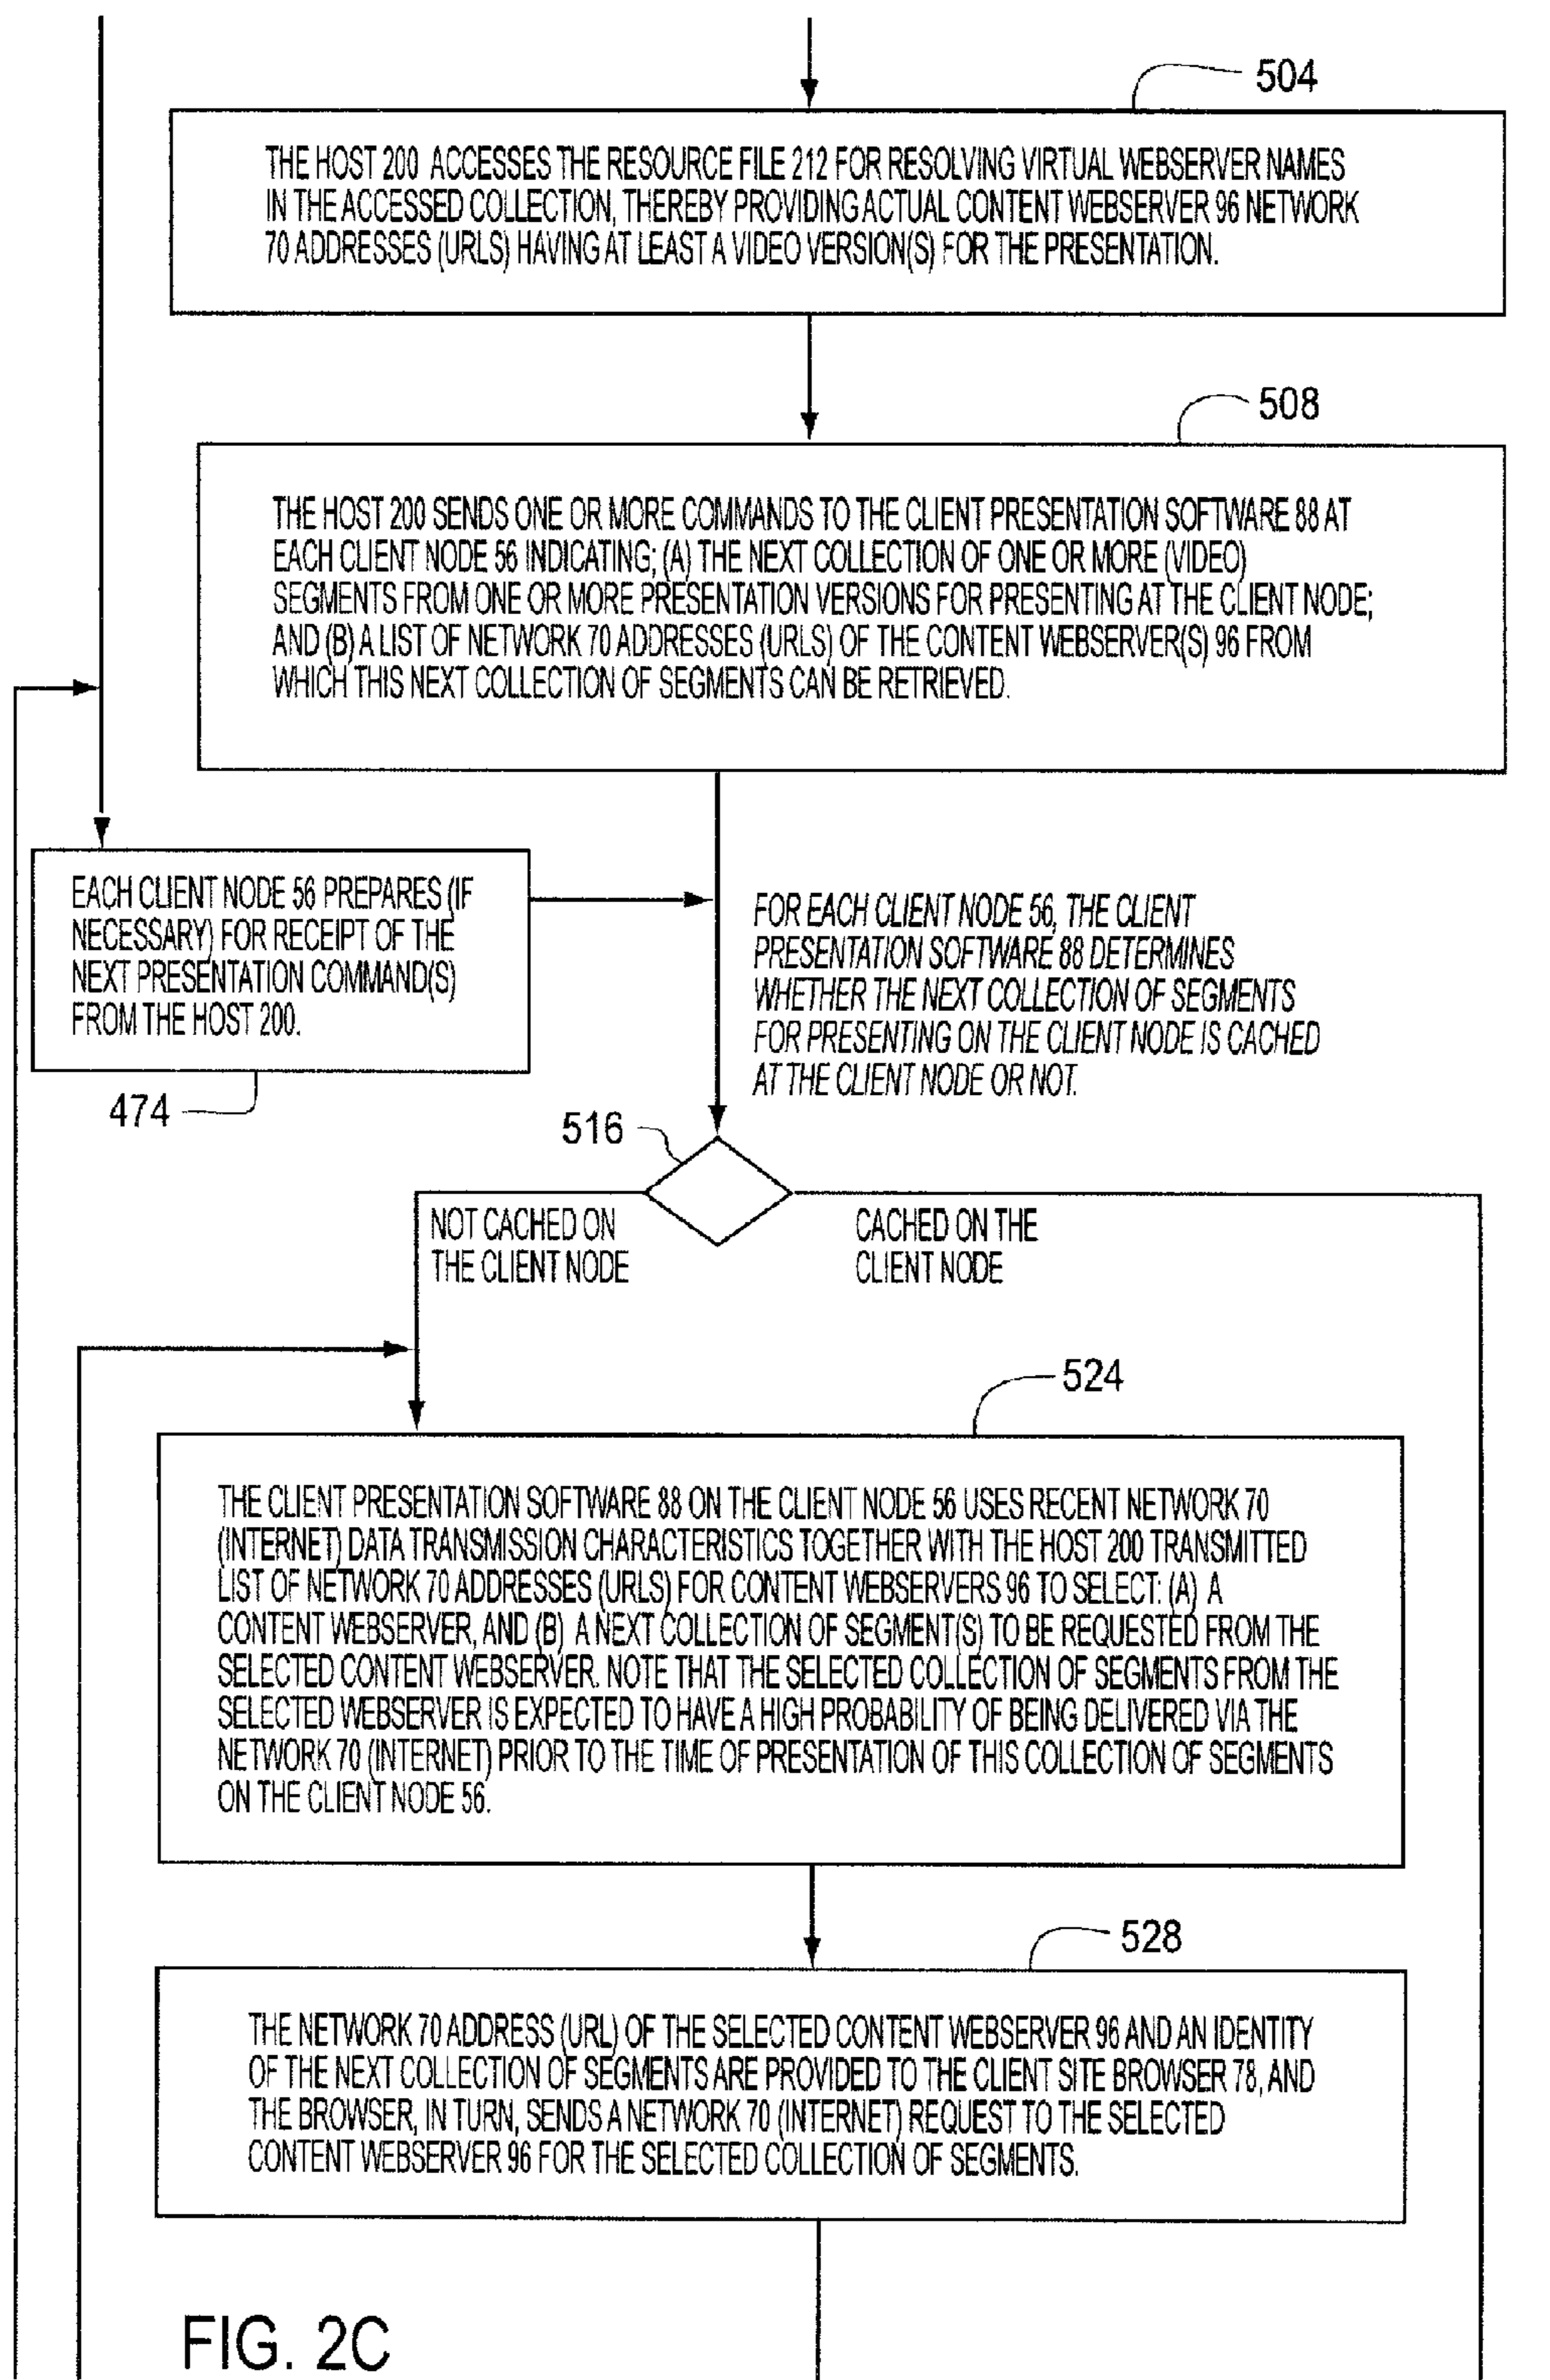 504
THE HOST 200 ACCESSES THE RESOURCE FILE 212 FOR RESOLVING VIRTUAL WEBSERVER NAMES
IN THE ACCESSED COLLECTION, THEREBY PROVIDING ACTUAL CONTENT WEBSERVER 96 NETWORK
70 ADDRESSES (URLS) HAVING AT LEAST A VIDEO VERSION(S) FOR THE PRESENTATION.
508
THE HOST 200 SENDS ONE OR MORE COMMANDS TO THE CLIENT PRESENTATION SOFTWARE 88 AT
EACH CLIENT NODE 56 INDICATING; (A) THE NEXT COLLECTION OF ONE OR MORE (VIDEO)
SEGMENTS FROM ONE OR MORE PRESENTATION VERSIONS FOR PRESENTING AT THE CLIENT NODE;
AND (B) A LIST OF NETWORK 70 ADDRESSES (URLS) OF THE CONTENT WEBSERVER(S) 96 FROM
WHICH THIS NEXT COLLECTION OF SEGMENTS CAN BE RETRIEVED.
EACH CLIENT NODE 56 PREPARES (IF
NECESSARY) FOR RECEIPT OF THE
NEXT PRESENTATION COMMAND(S)
FROM THE HOST 200.
474
FOR EACH CLIENT NODE 56, THE CLIENT
PRESENTATION SOFTWARE 88 DETERMINES
WHETHER THE NEXT COLLECTION OF SEGMENTS
FOR PRESENTING ON THE CLIENT NODE IS CACHED
AT THE CLIENT NODE OR NOT.
516
NOT CACHED ON
THE CLIENT NODE
CACHED ON THE
CLIENT NODE
524
THE CLIENT PRESENTATION SOFTWARE 88 ON THE CLIENT NODE 56 USES RECENT NETWORK 70
(INTERNET) DATA TRANSMISSION CHARACTERISTICS TOGETHER WITH THE HOST 200 TRANSMITTED
LIST OF NETWORK 70 ADDRESSES (URLS) FOR CONTENT WEBSERVERS 96 TO SELECT: (A) A
CONTENT WEBSERVER, AND (B) A NEXT COLLECTION OF SEGMENT(S) TO BE REQUESTED FROM THE
SELECTED CONTENT WEBSERVER. NOTE THAT THE SELECTED COLLECTION OF SEGMENTS FROM THE
SELECTED WEBSERVER IS EXPECTED TO HAVE A HIGH PROBABILITY OF BEING DELIVERED VIA THE
NETWORK 70 (INTERNET) PRIOR TO THE TIME OF PRESENTATION OF THIS COLLECTION OF SEGMENTS
ON THE CLIENT NODE 56.
528
THE NETWORK 70 ADDRESS (URL) OF THE SELECTED CONTENT WEBSERVER 96 AND AN IDENTITY
OF THE NEXT COLLECTION OF SEGMENTS ARE PROVIDED TO THE CLIENT SITE BROWSER 78, AND
THE BROWSER, IN TURN, SENDS A NETWORK 70 (INTERNET) REQUEST TO THE SELECTED
CONTENT WEBSERVER 96 FOR THE SELECTED COLLECTION OF SEGMENTS.
FIG. 2C